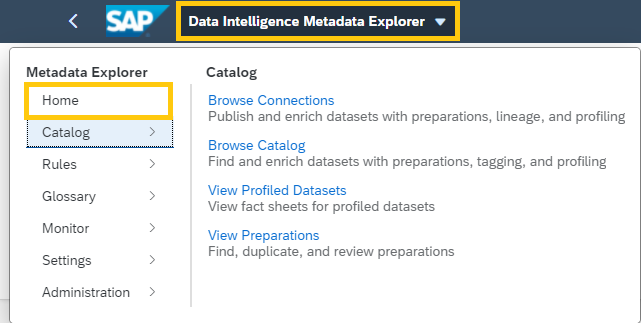 SAP Data Intelligence Metadata Explorer
Metadata Explorer
Home
Catalog
Rules
Glossary
Monitor
Settings
Administration
Catalog
Browse Connections
Publish and enrich datasets with preparations, lineage, and profiling
Browse Catalog
Find and enrich datasets with preparations, tagging, and profiling
View Profiled Datasets
View fact sheets for profiled datasets
View Preparations
Find, duplicate, and review preparations